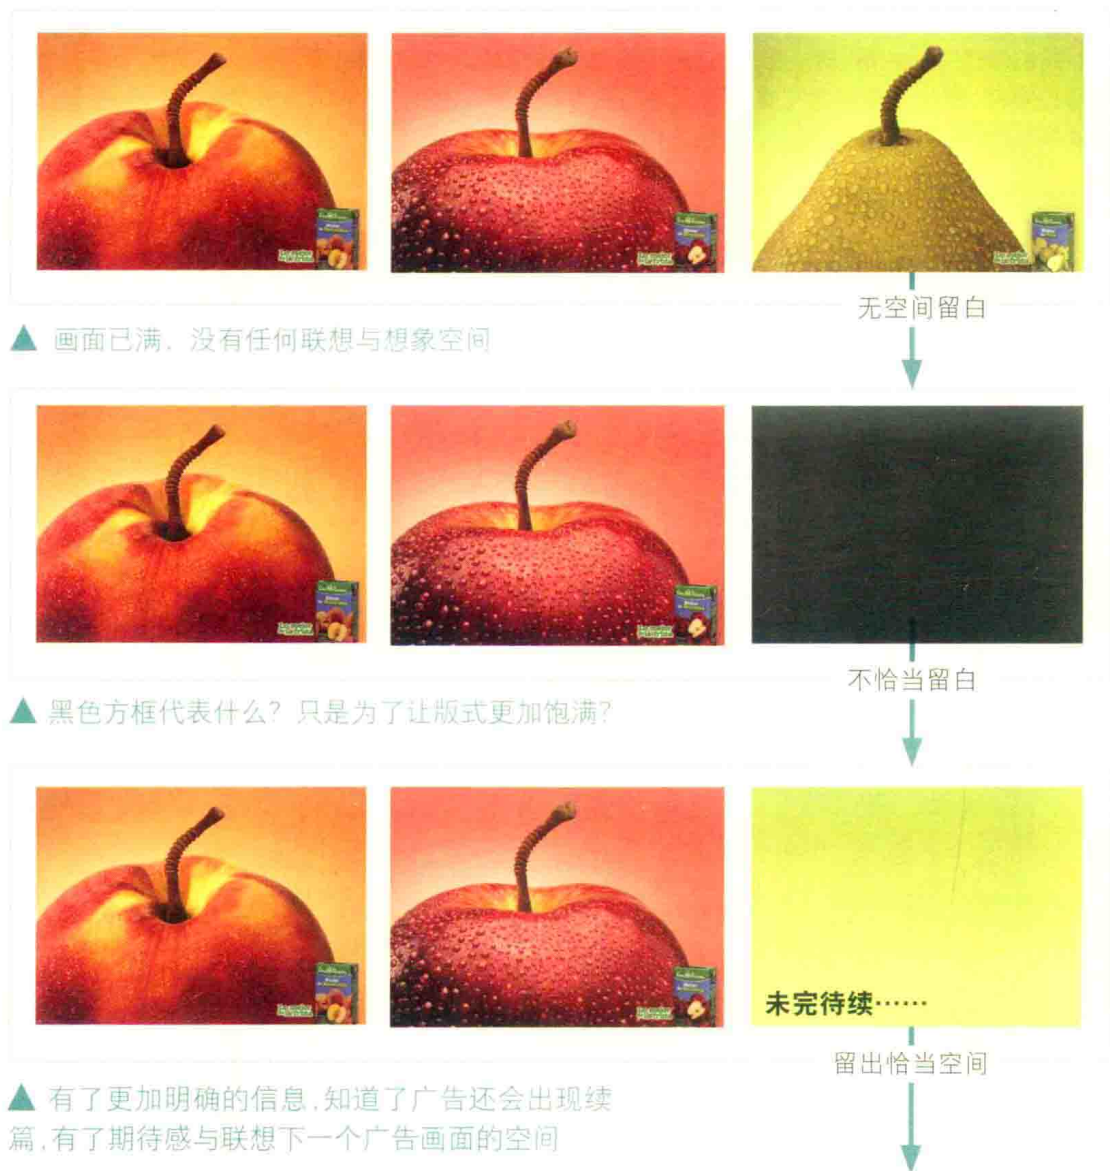 无空间留白
▲ 画面已满，没有任何联想与想象空间
不恰当留白
▲ 黑色方框代表什么？只是为了让版式更加饱满？
未完待续……
留出恰当空间
▲ 有了更加明确的信息,知道了广告还会出现续
篇,有了期待感与联想下一个广告画面的空间